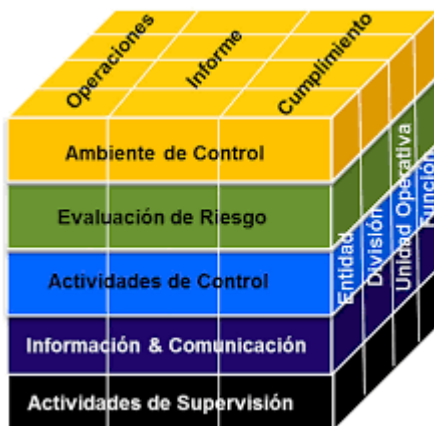 Operaciones
Informe
Cumplimiento
Ambiente de Control
Evaluación de Riesgo
Actividades de Control
Información & Comunicación
Actividades de Supervisión
Entidad
División
Unidad Operativa
Función